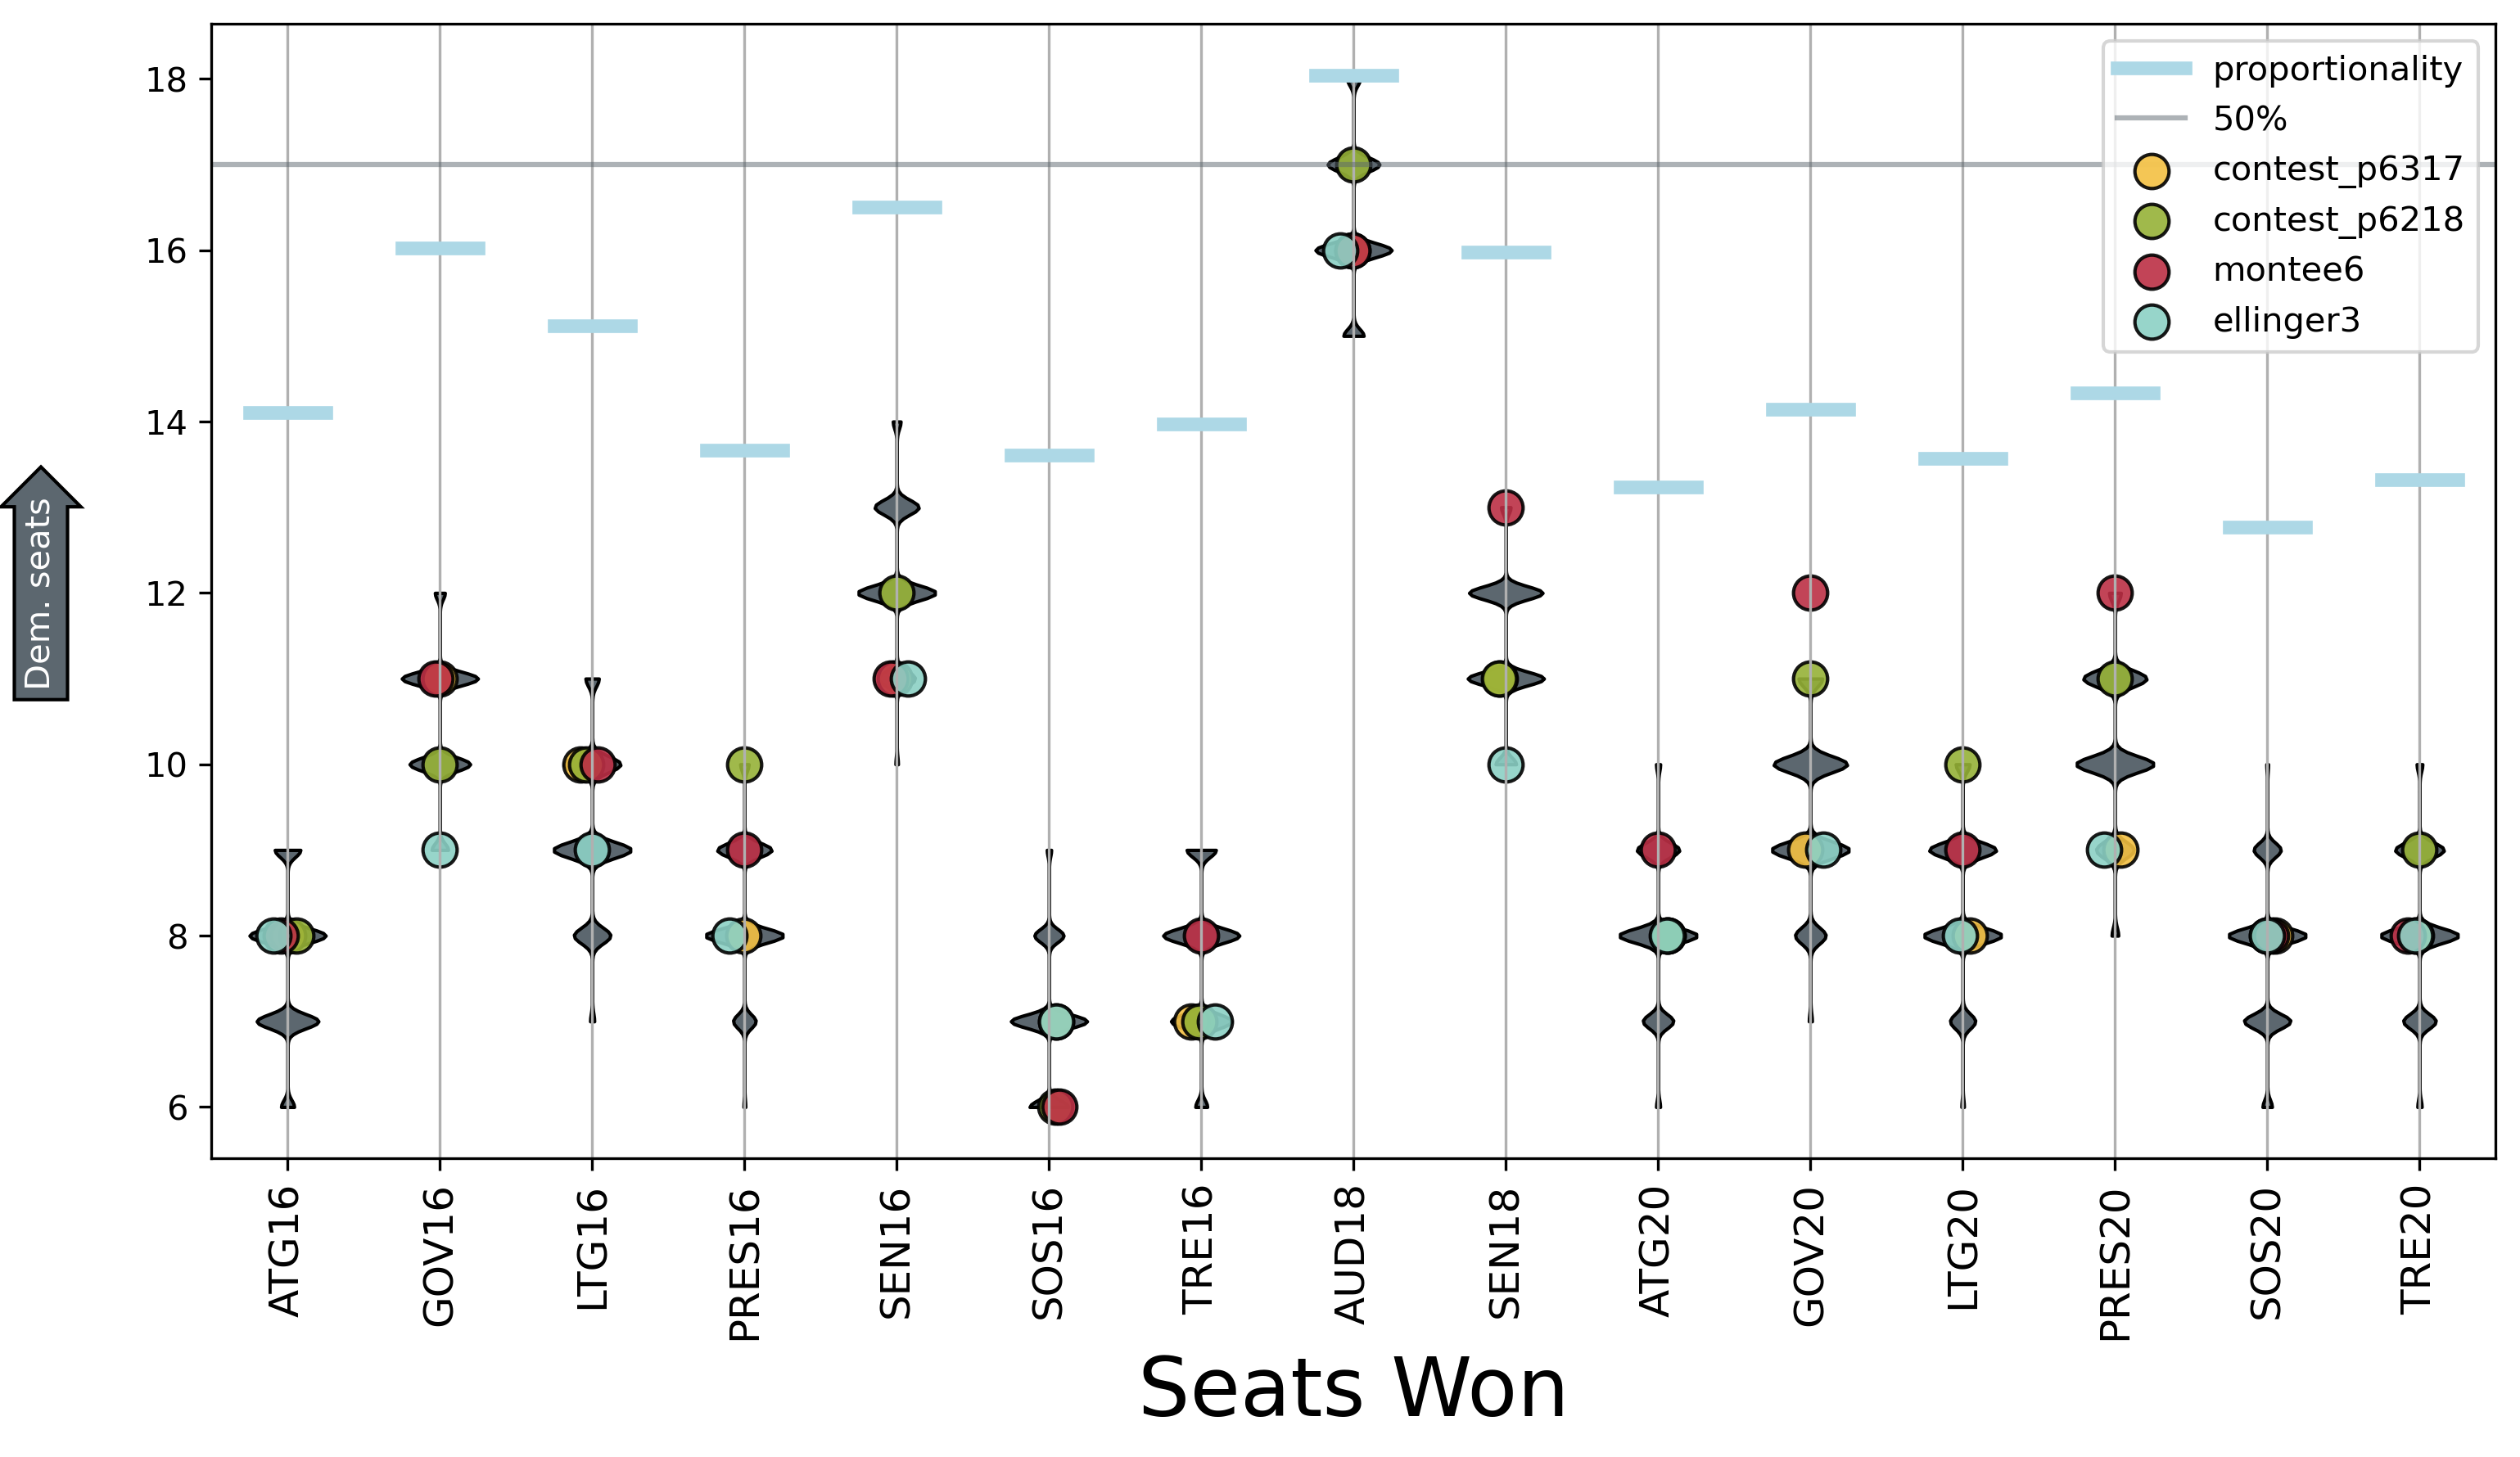 18
16
14
12
10
8
6
Dem. seats
proportionality
50%
contest_p6317
contest_p6218
montee6
ellinger3
ATG16
GOV16
LTG16
PRES16
SEN16
SOS16
TRE16
AUD18
SEN18
ATG20
GOV20
LTG20
PRES20
SOS20
TRE20
Seats Won